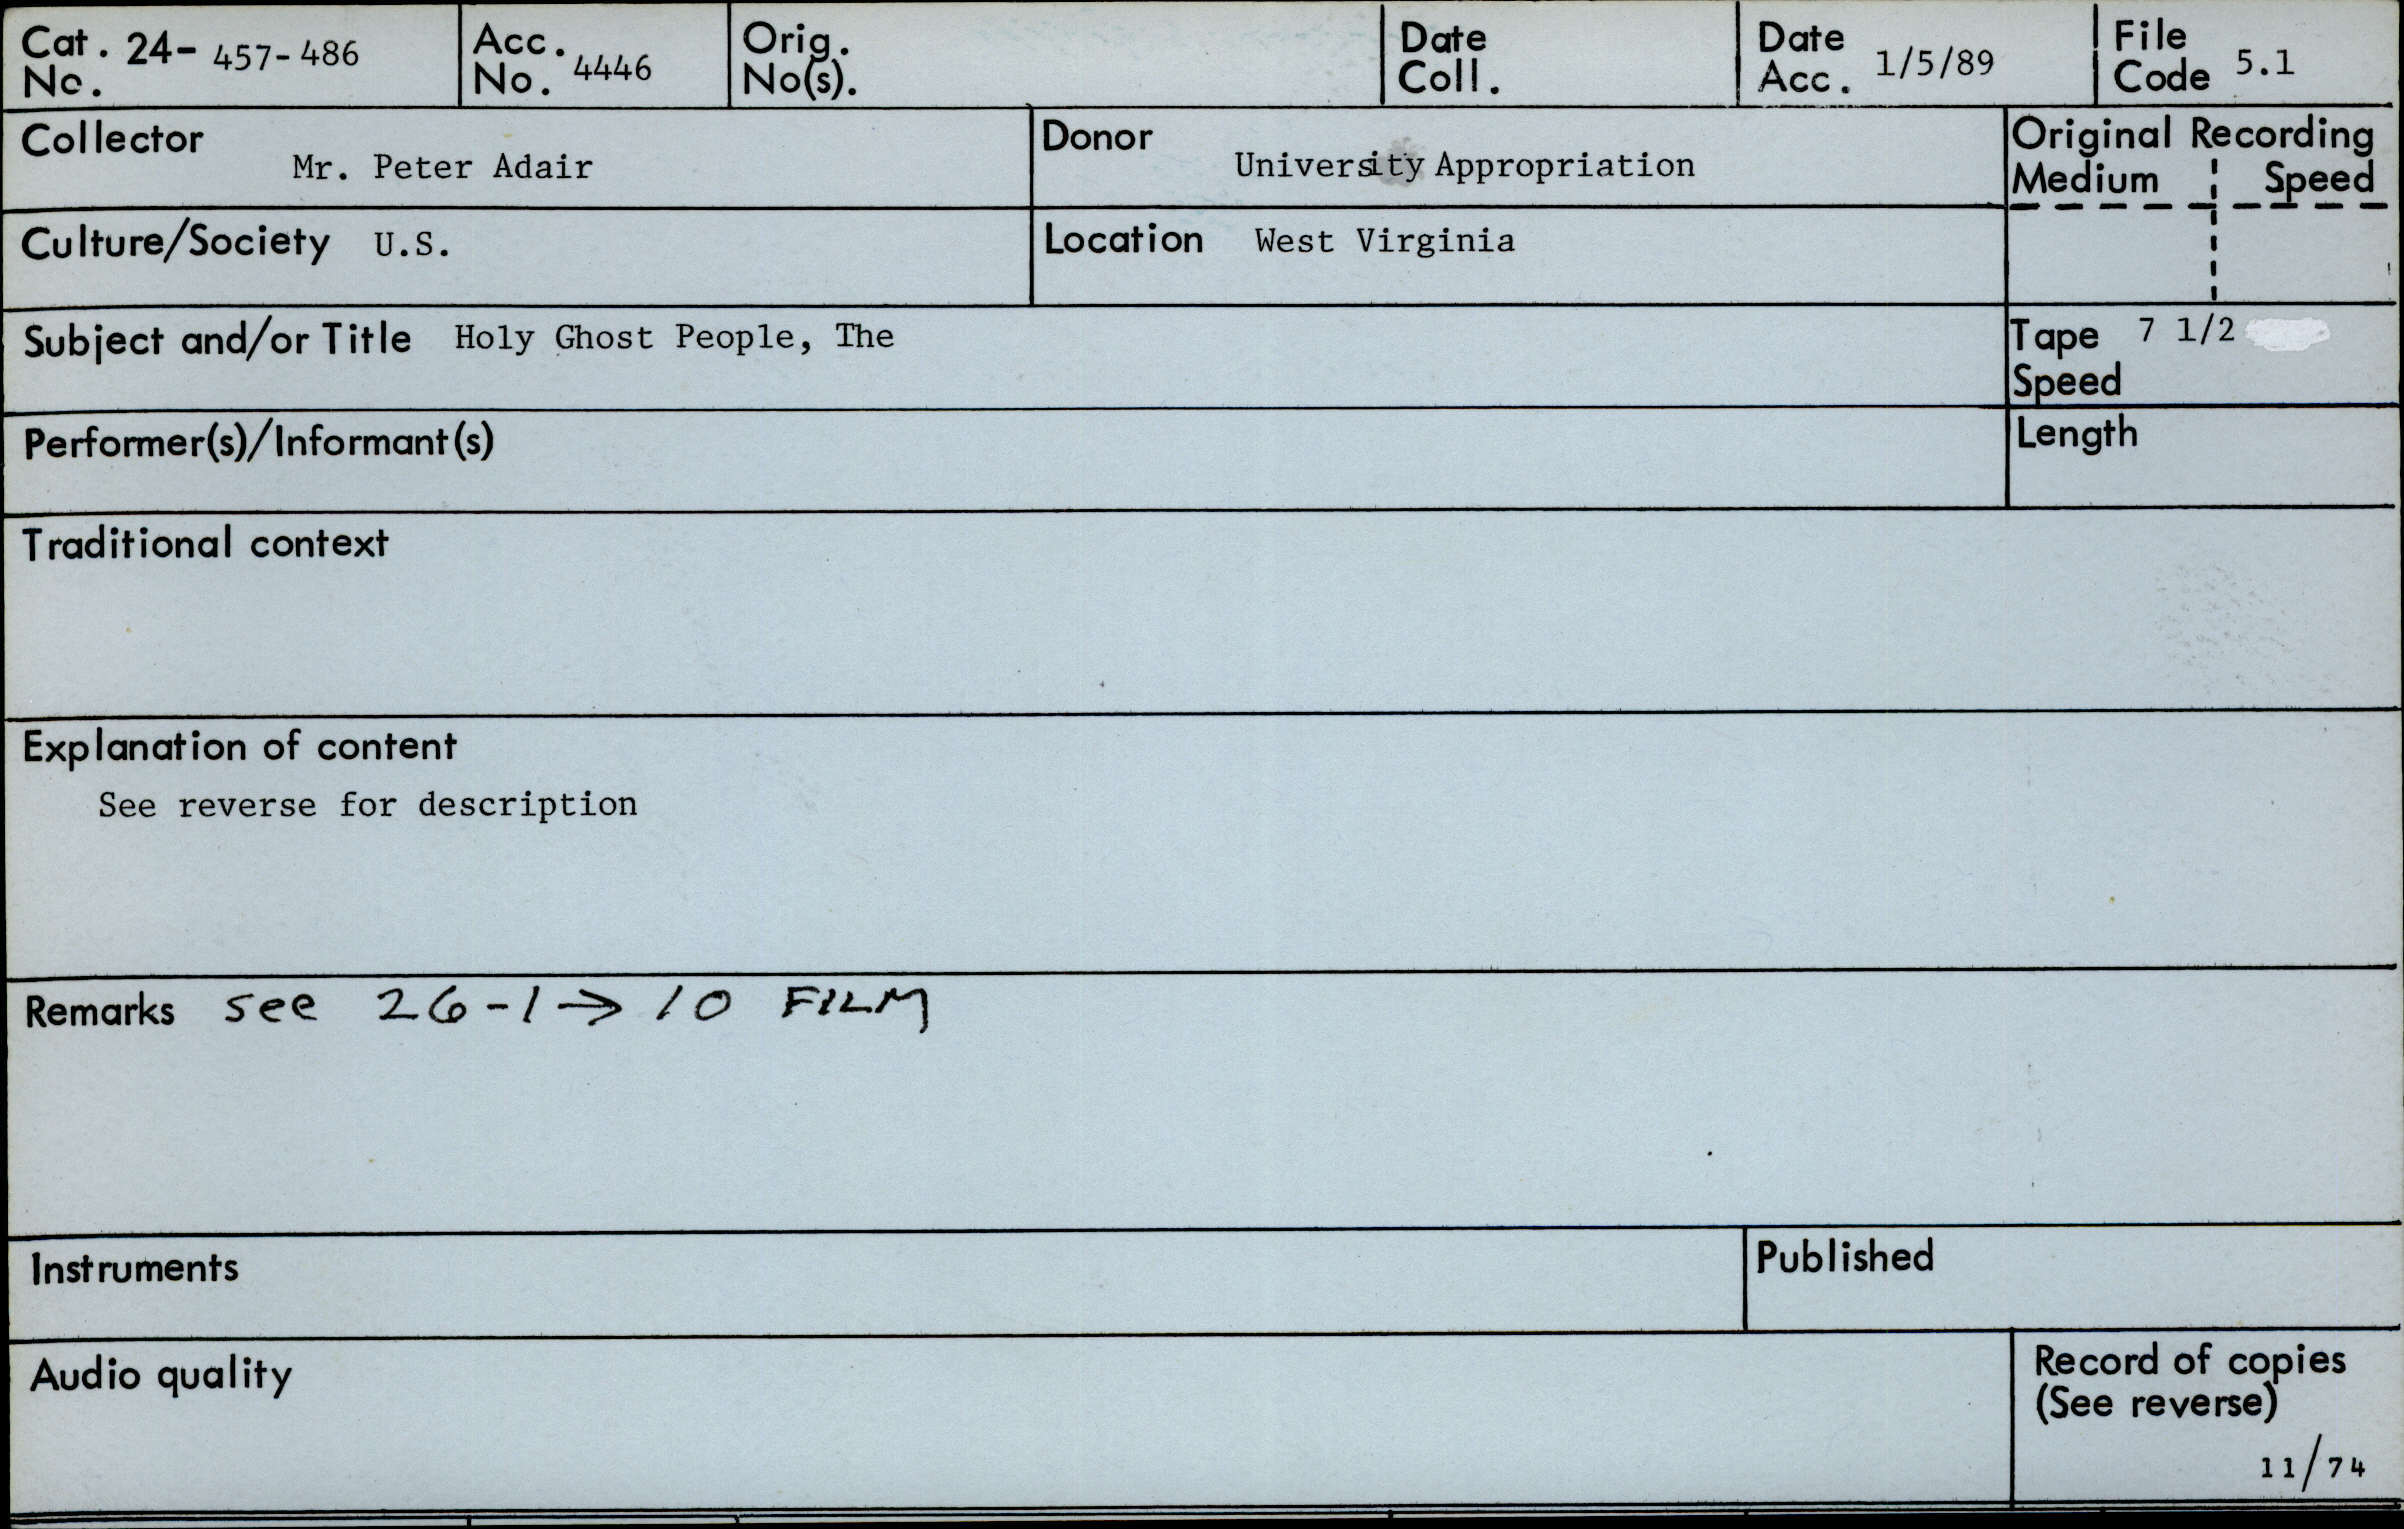 Cat. No. 24-457-486
Acc. No. 4446
Orig. No(s).
Date Coll.
Date Acc. 1/5/89
File Code 5.1
Collector
Mr. Peter Adair
Donor
University Appropriation
Original Recording
Medium Speed
Culture/Society U.S.
Location West Virginia
Subject and/or Title Holy Ghost People, The
Tape Speed 7 1/2
Performer(s)/Informant(s)
Length
Traditional context
Explanation of content
See reverse for description
Remarks see 26-1→10 FILM
Instruments
Published
Audio quality
Record of copies
(See reverse)
11/74